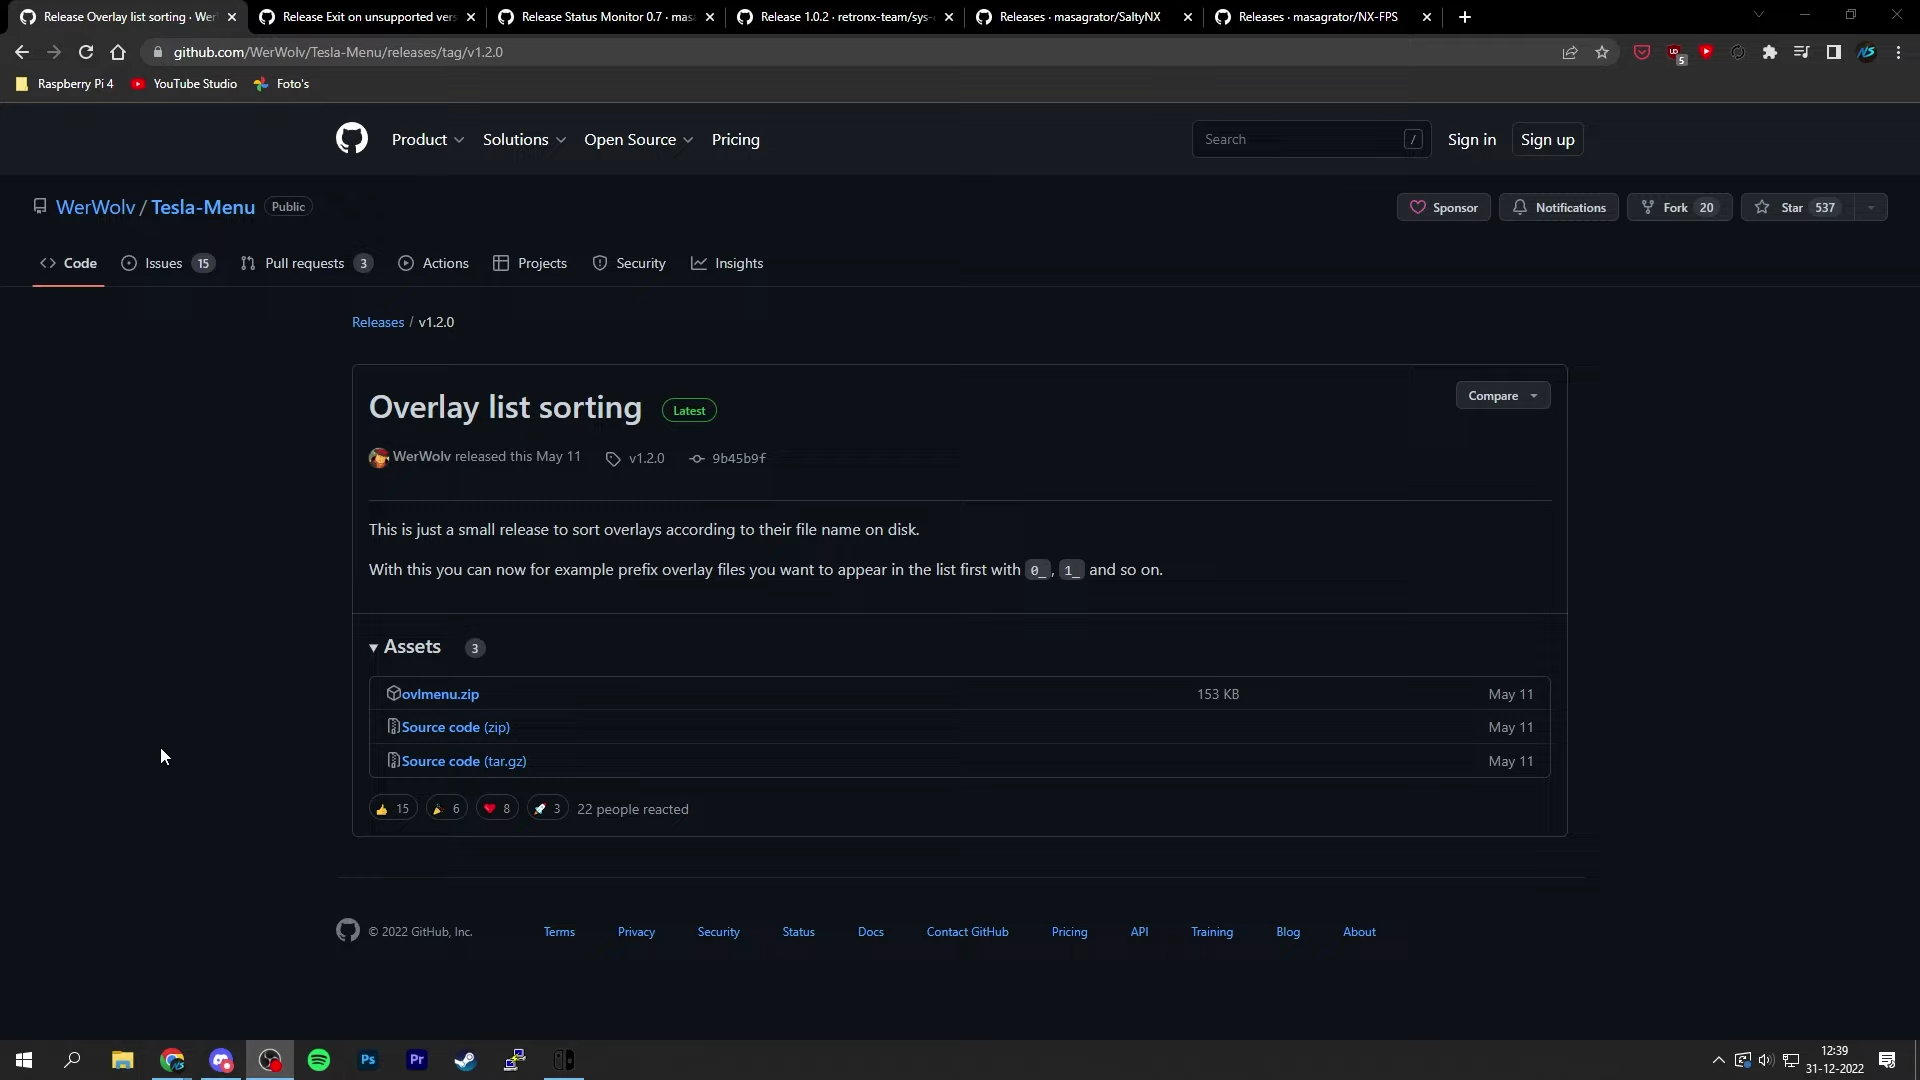 Release Overlay list sorting · Wer
Release Exit on unsupported vers
Release Status Monitor 0.7 · mas
Release 1.0.2 · retronx-team/sys-
Releases · masagrator/SaltyNX
Releases · masagrator/NX-FPS
github.com/WerWolv/Tesla-Menu/releases/tag/v1.2.0
5
Raspberry Pi 4
YouTube Studio
Foto's
Product
Solutions
Open Source
Pricing
Search
/
Sign in
Sign up
WerWolv / Tesla-Menu
Public
Sponsor
Notifications
Fork 20
Star 537
Code
Issues 15
Pull requests 3
Actions
Projects
Security
Insights
Releases / v1.2.0
Overlay list sorting
Latest
Compare
WerWolv released this May 11
v1.2.0
9b45b9f
This is just a small release to sort overlays according to their file name on disk.
With this you can now for example prefix overlay files you want to appear in the list first with 0_, 1_ and so on.
Assets 3
ovlmenu.zip
153 KB
May 11
Source code (zip)
May 11
Source code (tar.gz)
May 11
15
6
8
3
22 people reacted
© 2022 GitHub, Inc.
Terms
Privacy
Security
Status
Docs
Contact GitHub
Pricing
API
Training
Blog
About
Ps
Pr
12:39
31-12-2022